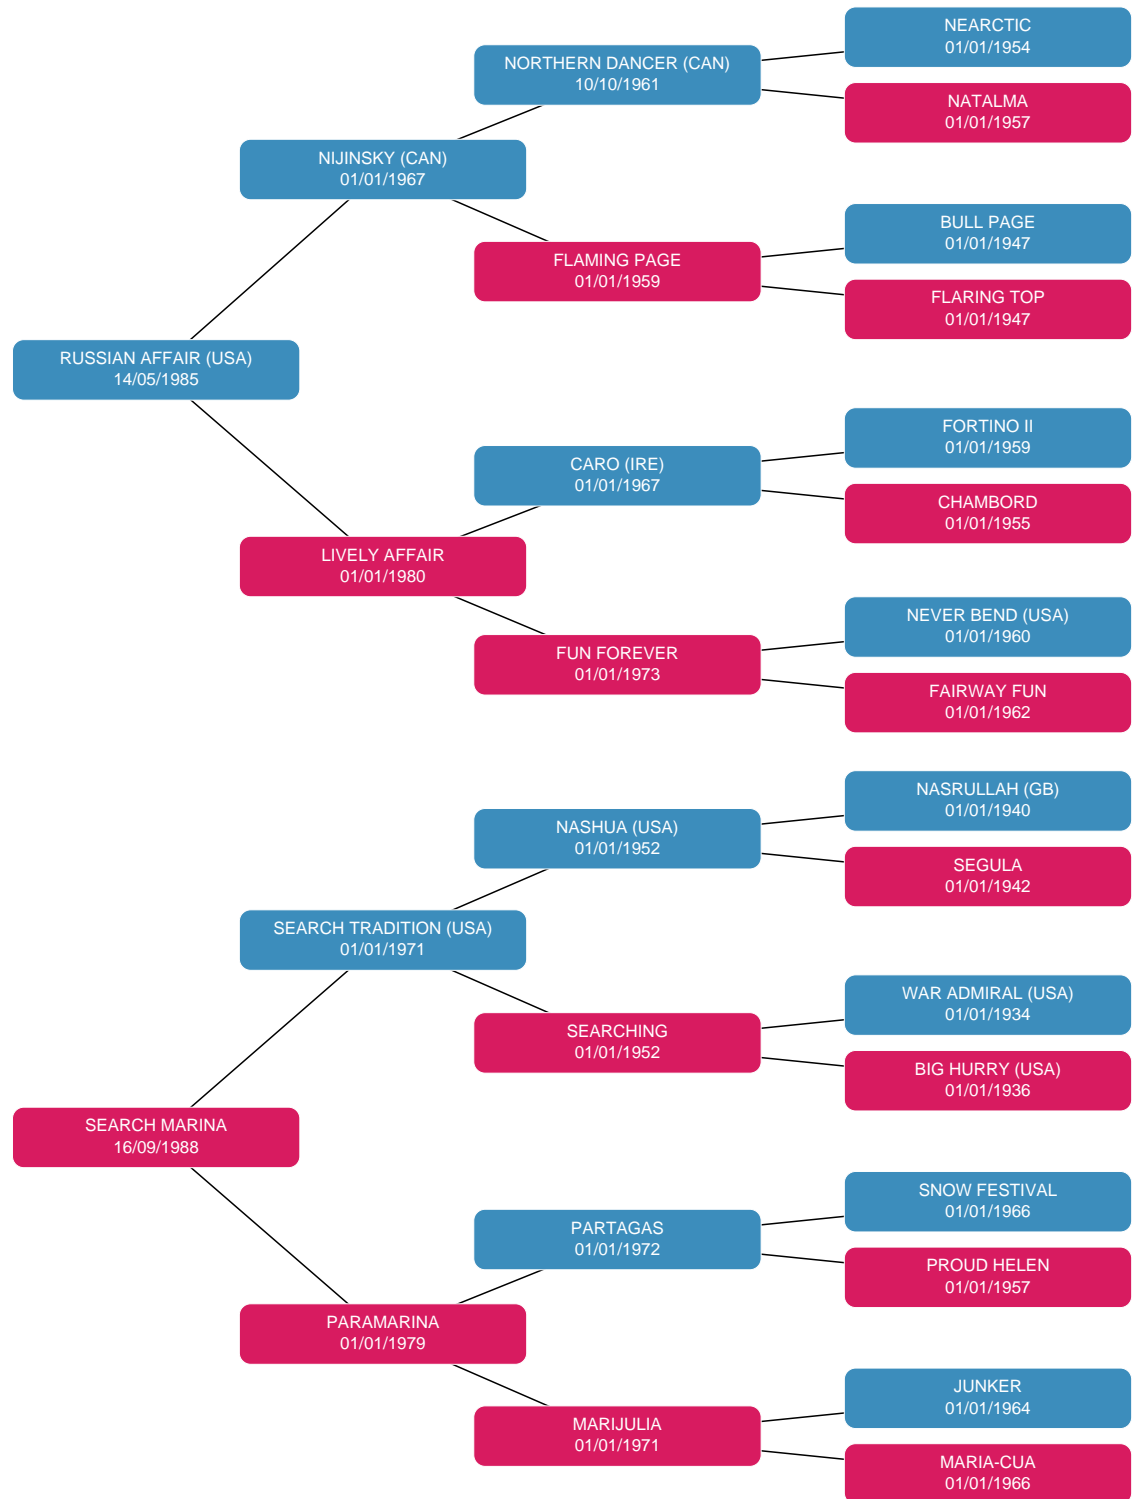 NEARCTIC
01/01/1954
NORTHERN DANCER (CAN)
10/10/1961
NATALMA
01/01/1957
NIJINSKY (CAN)
01/01/1967
BULL PAGE
01/01/1947
FLAMING PAGE
01/01/1959
FLARING TOP
01/01/1947
RUSSIAN AFFAIR (USA)
14/05/1985
FORTINO II
01/01/1959
CARO (IRE)
01/01/1967
CHAMBORD
01/01/1955
LIVELY AFFAIR
01/01/1980
NEVER BEND (USA)
01/01/1960
FUN FOREVER
01/01/1973
FAIRWAY FUN
01/01/1962
NASRULLAH (GB)
01/01/1940
NASHUA (USA)
01/01/1952
SEGULA
01/01/1942
SEARCH TRADITION (USA)
01/01/1971
WAR ADMIRAL (USA)
01/01/1934
SEARCHING
01/01/1952
BIG HURRY (USA)
01/01/1936
SEARCH MARINA
16/09/1988
SNOW FESTIVAL
01/01/1966
PARTAGAS
01/01/1972
PROUD HELEN
01/01/1957
PARAMARINA
01/01/1979
JUNKER
01/01/1964
MARIJULIA
01/01/1971
MARIA-CUA
01/01/1966